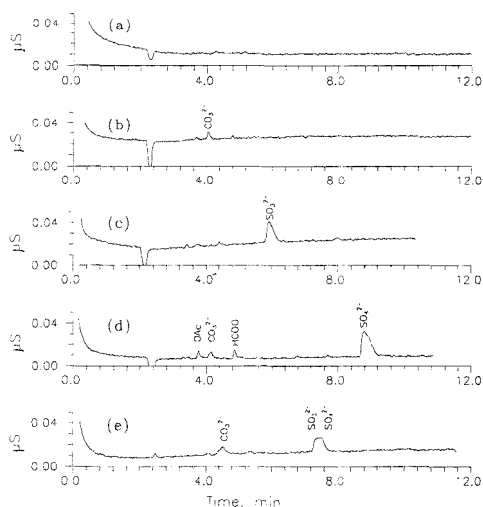 μS
0.04
(a)
0.00
0.0
4.0
8.0
12.0
μS
0.04
(b)
CO₃²⁻
0.00
0.0
4.0
8.0
12.0
μS
0.04
(c)
SO₃²⁻
0.00
0.0
4.0
8.0
12.0
μS
0.04
(d)
OAc⁻
CO₃²⁻
HCOO
SO₄²⁻
0.00
0.0
4.0
8.0
12.0
μS
0.04
(e)
CO₃²⁻
SO₃²⁻
SO₄²⁻
0.00
0.0
4.0
8.0
12.0
Time, min